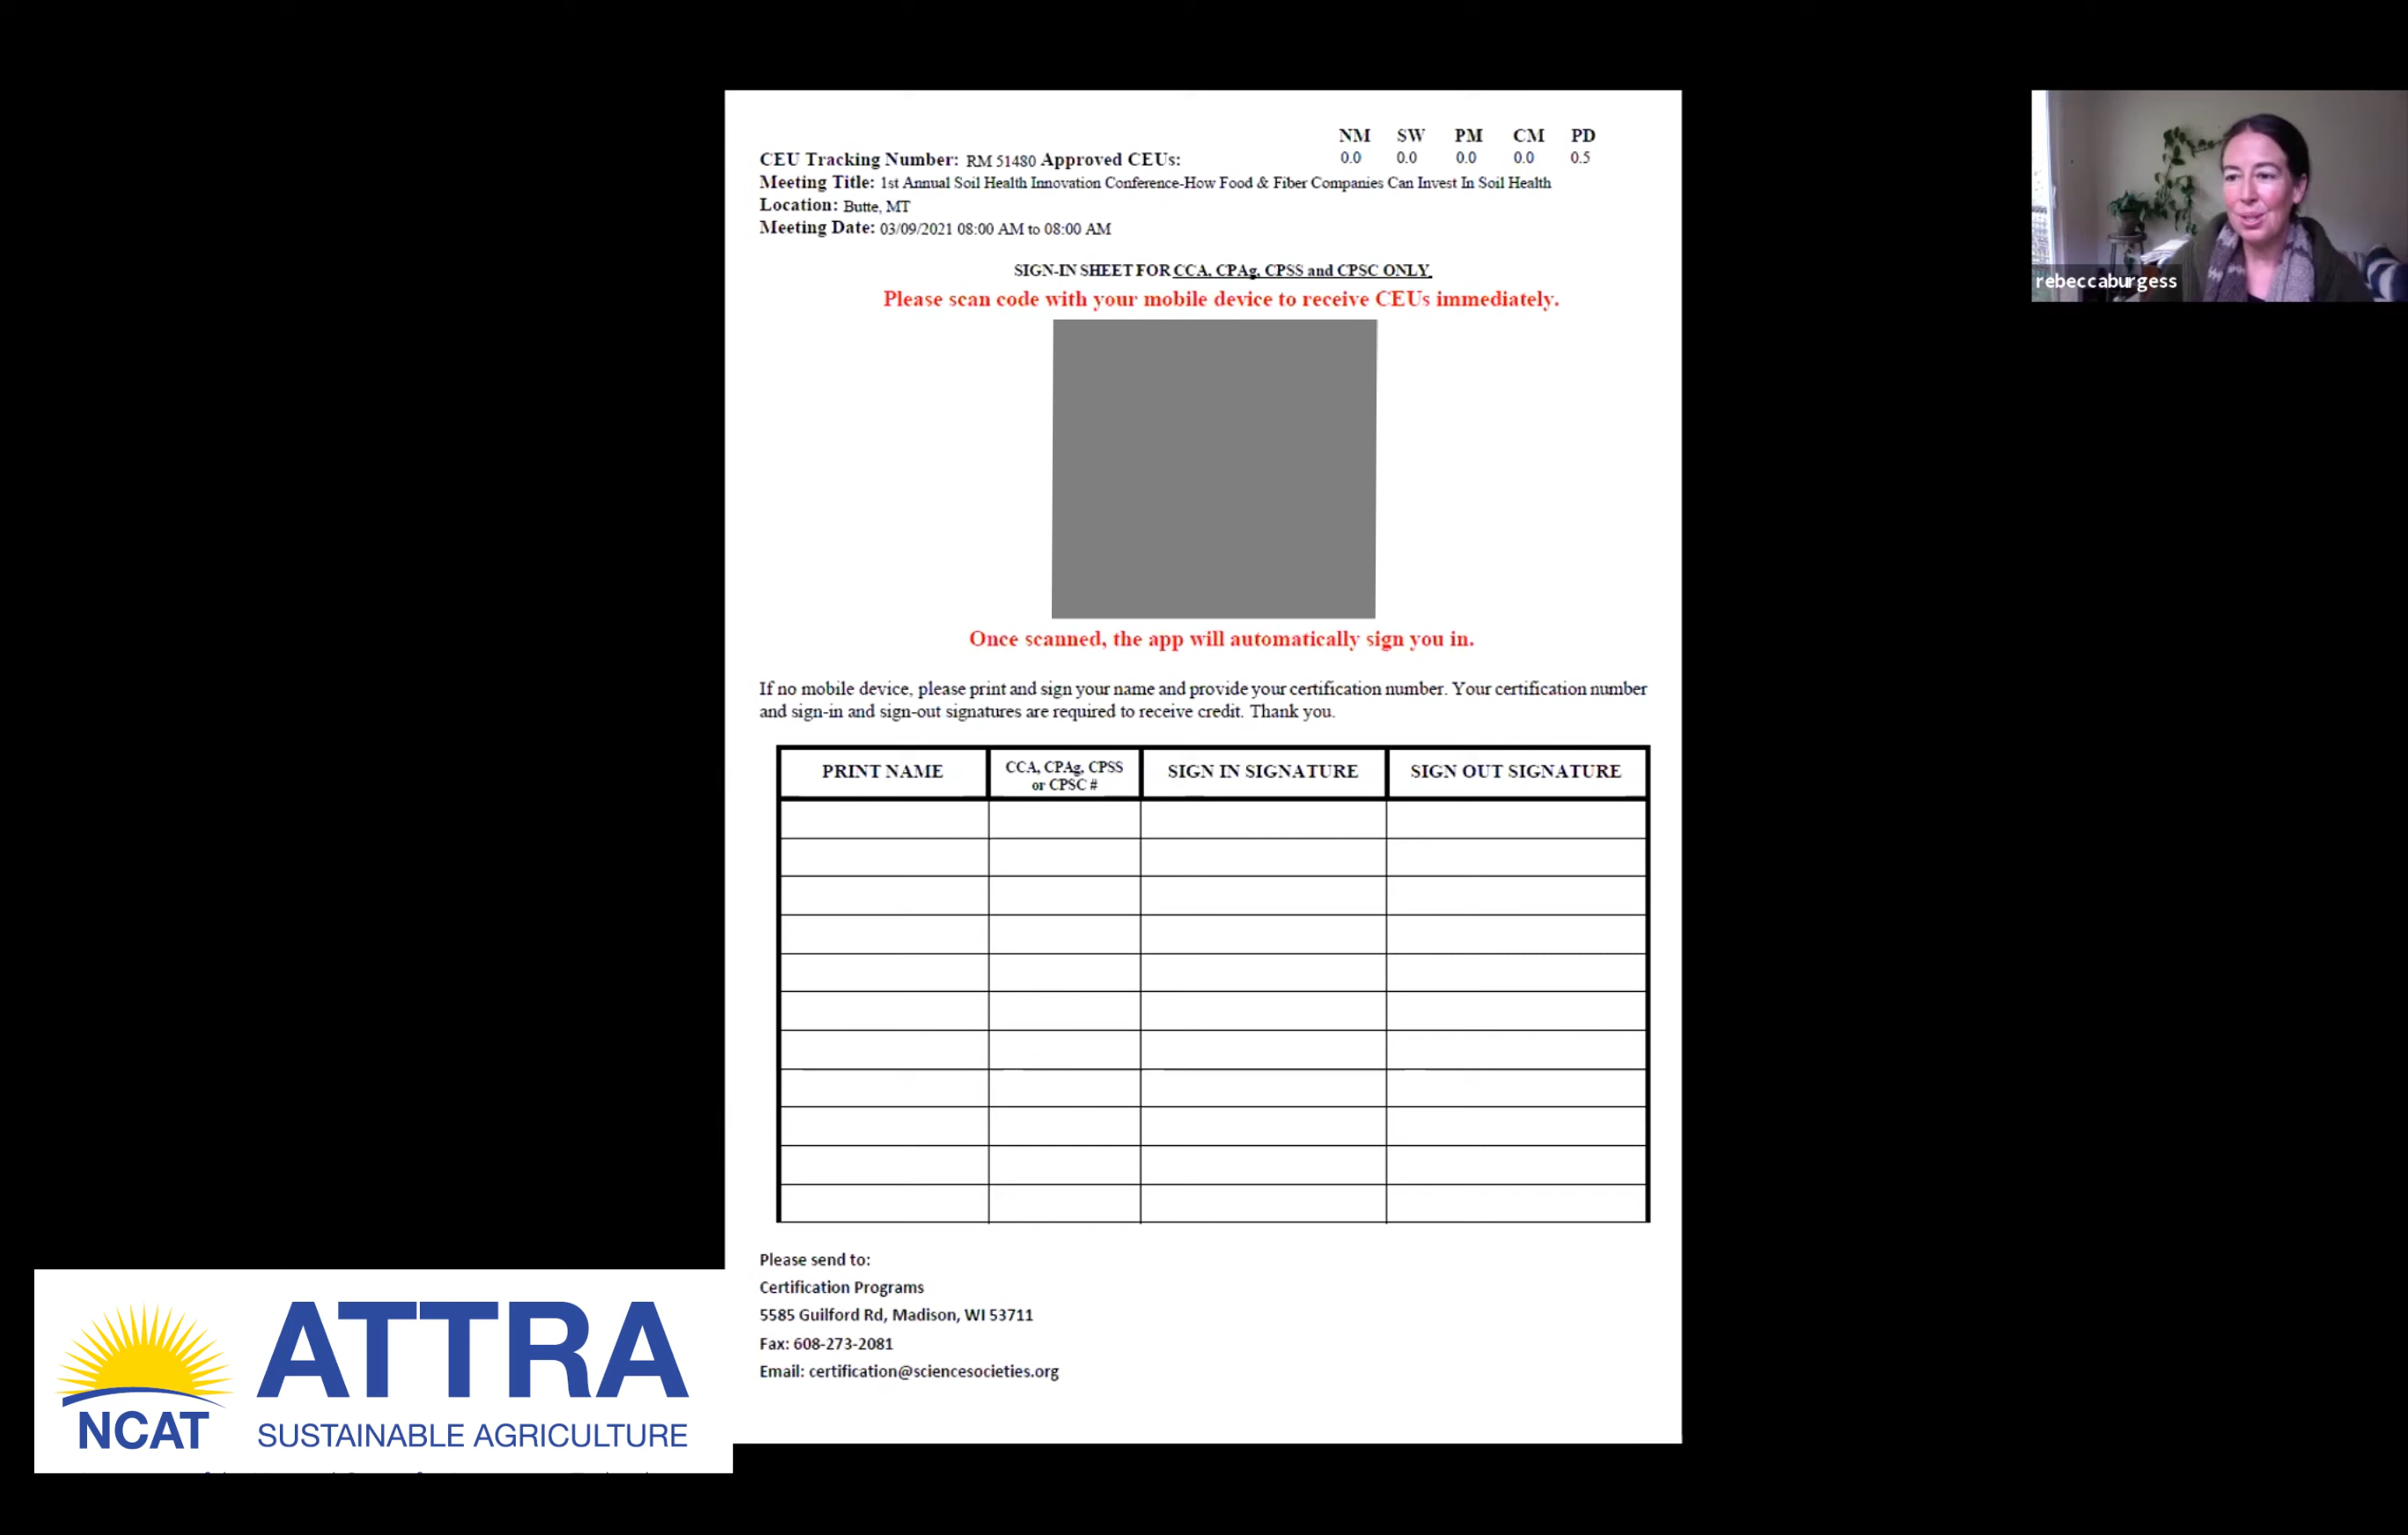 NM SW PM CM PD
CEU Tracking Number: RM 51480 Approved CEUs: 0.0 0.0 0.0 0.0 0.5
Meeting Title: 1st Annual Soil Health Innovation Conference-How Food & Fiber Companies Can Invest In Soil Health
Location: Butte, MT
Meeting Date: 03/09/2021 08:00 AM to 08:00 AM
SIGN-IN SHEET FOR CCA, CPAg, CPSS and CPSC ONLY
Please scan code with your mobile device to receive CEUs immediately.
Once scanned, the app will automatically sign you in.
If no mobile device, please print and sign your name and provide your certification number. Your certification number
and sign-in and sign-out signatures are required to receive credit. Thank you.
PRINT NAME
CCA, CPAg, CPSS
or CPSC #
SIGN IN SIGNATURE
SIGN OUT SIGNATURE
Please send to:
Certification Programs
5585 Guilford Rd, Madison, WI 53711
Fax: 608-273-2081
Email: certification@sciencesocieties.org
rebeccaburgess
NCAT
ATTRA
SUSTAINABLE AGRICULTURE